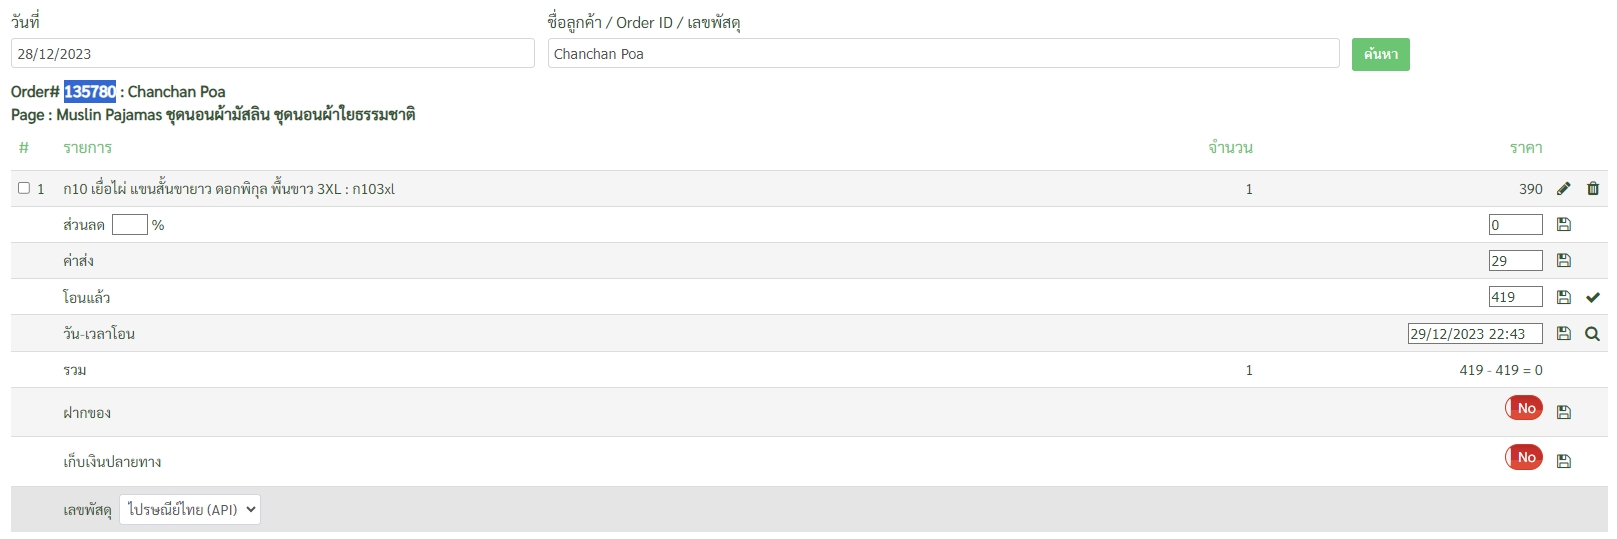 วันที่ ชื่อลูกค้า / Order ID / เลขพัสดุ
28/12/2023 Chanchan Poa ค้นหา
Order# 135780 : Chanchan Poa
Page : Muslin Pajamas ชุดนอนผ้ามัสลิน ชุดนอนผ้าใยธรรมชาติ
# รายการ จำนวน ราคา
1 ก10 เยื่อไผ่ แขนสั้นขายาว ดอกพิกุล พื้นขาว 3XL : ก103xl 1 390
ส่วนลด % 0
ค่าส่ง 29
โอนแล้ว 419
วัน-เวลาโอน 29/12/2023 22:43
รวม 1 419 - 419 = 0
ฝากของ No
เก็บเงินปลายทาง No
เลขพัสดุ ไปรษณีย์ไทย (API)